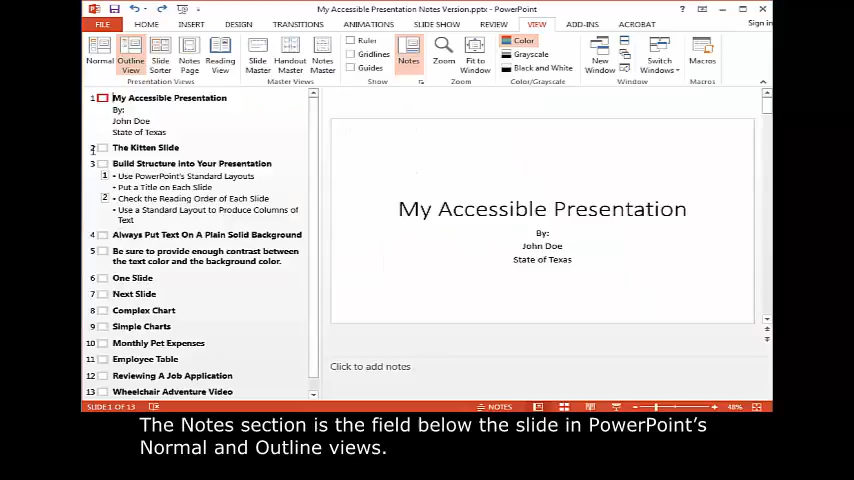 My Accessible Presentation Notes Version.pptx - PowerPoint
?
FILE HOME INSERT DESIGN TRANSITIONS ANIMATIONS SLIDE SHOW REVIEW VIEW ADD-INS ACROBAT Sign in
Normal Outline View Slide Sorter Notes Page Reading View
Presentation Views
Slide Master Handout Master Notes Master
Master Views
Ruler
Gridlines
Guides
Show
Notes
Zoom Fit to Window
Zoom
Color
Grayscale
Black and White
Color/Grayscale
New Window Switch Windows
Window
Macros
Macros
1 My Accessible Presentation
By:
John Doe
State of Texas
2 The Kitten Slide
3 Build Structure into Your Presentation
1 • Use PowerPoint's Standard Layouts
• Put a Title on Each Slide
2 • Check the Reading Order of Each Slide
• Use a Standard Layout to Produce Columns of
Text
4 Always Put Text On A Plain Solid Background
5 Be sure to provide enough contrast between
the text color and the background color.
6 One Slide
7 Next Slide
8 Complex Chart
9 Simple Charts
10 Monthly Pet Expenses
11 Employee Table
12 Reviewing A Job Application
13 Wheelchair Adventure Video
My Accessible Presentation
By:
John Doe
State of Texas
Click to add notes
SLIDE 1 OF 13 NOTES 48%
The Notes section is the field below the slide in PowerPoint's
Normal and Outline views.